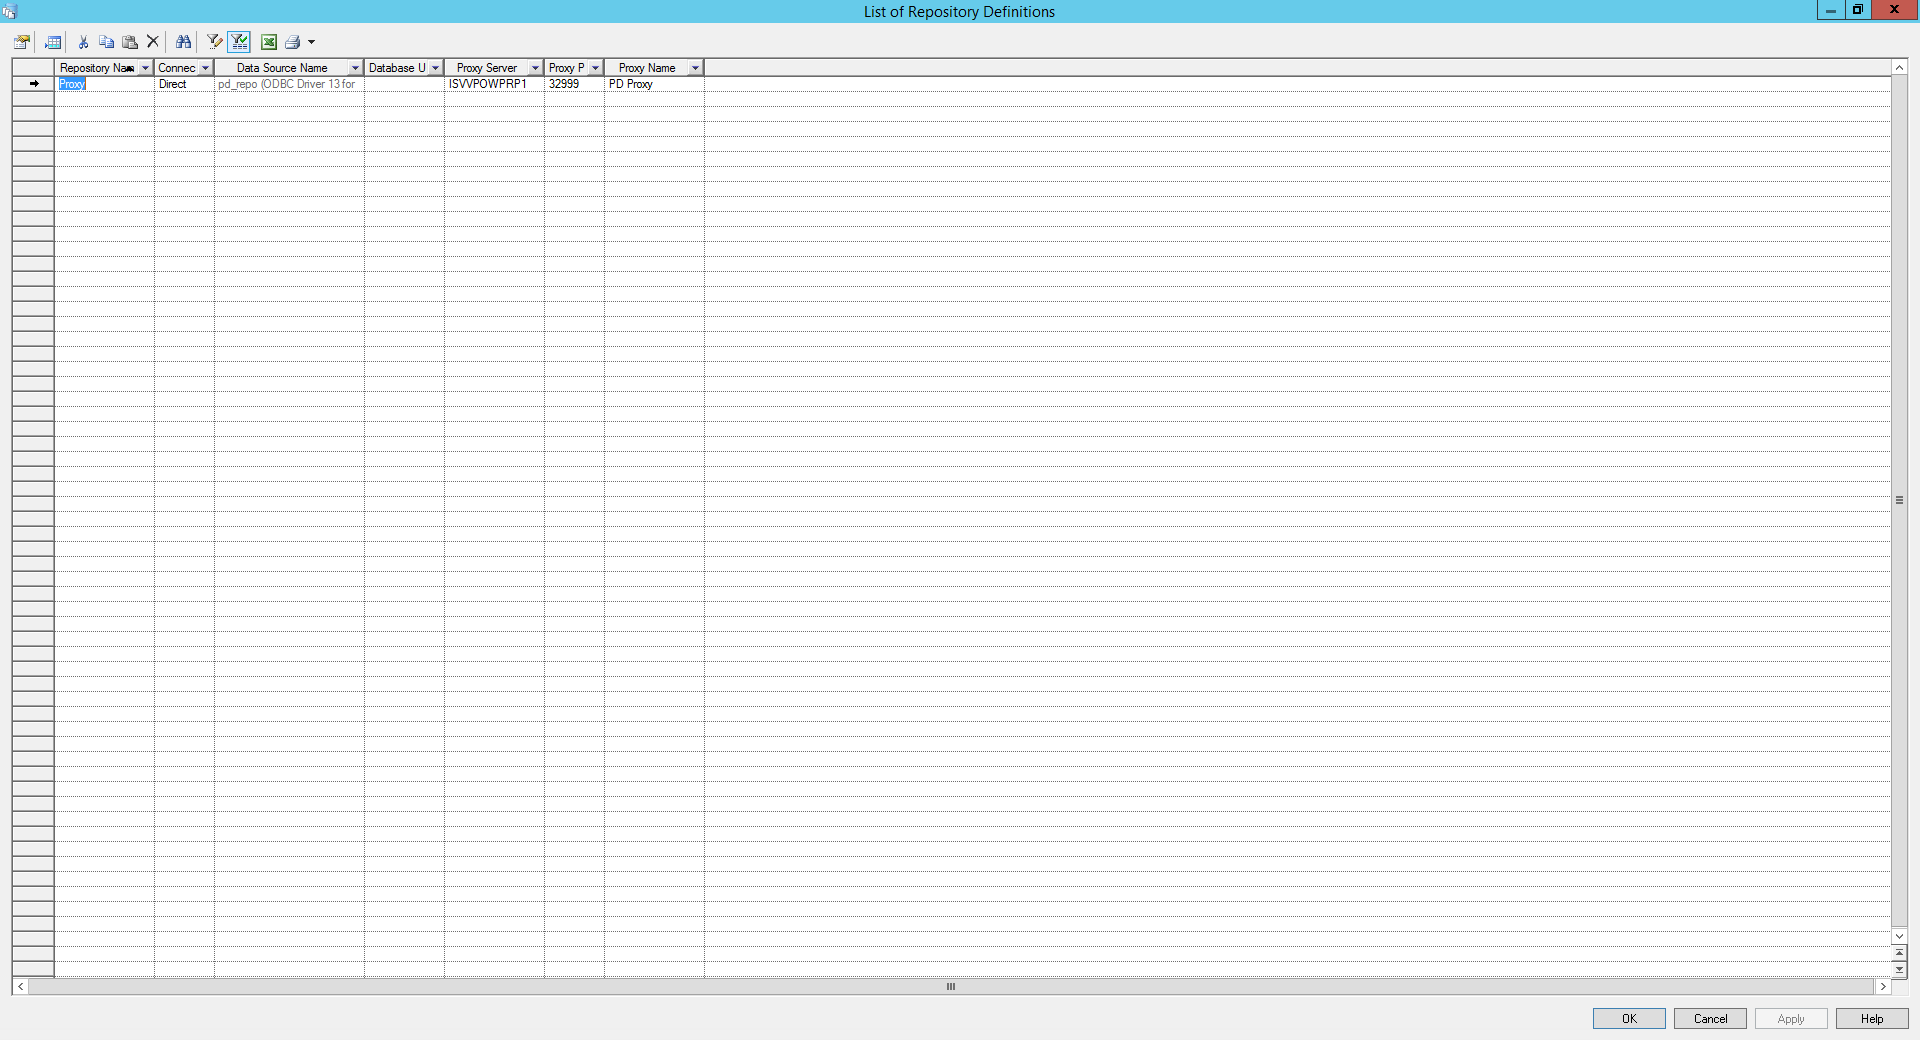 List of Repository Definitions
Repository Nam Connec Data Source Name Database U Proxy Server Proxy P Proxy Name
Proxy Direct pd_repo (ODBC Driver 13 for ISVVPOWPRP1 32999 PD Proxy
OK Cancel Apply Help